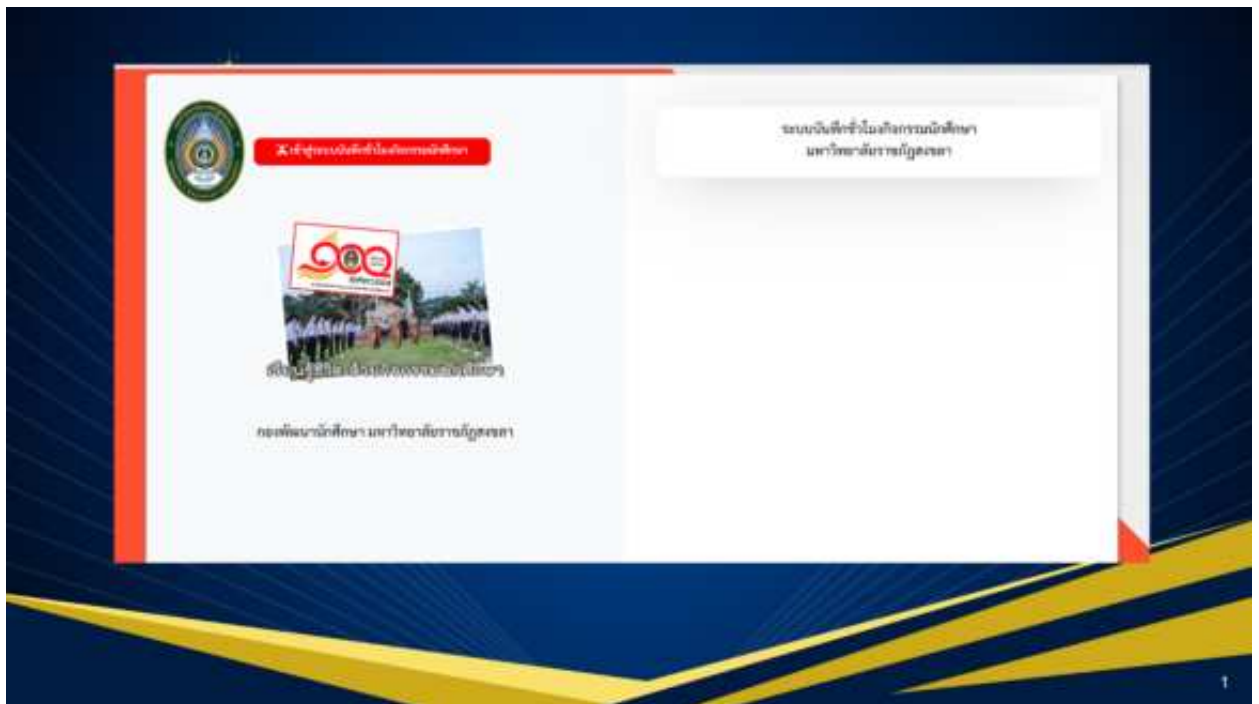 เข้าสู่ระบบบันทึกชั่วโมงกิจกรรมนักศึกษา
ระบบบันทึกชั่วโมงกิจกรรมนักศึกษา
มหาวิทยาลัยราชภัฏสงขลา
๑๐๒
กองพัฒนานักศึกษา มหาวิทยาลัยราชภัฏสงขลา
1